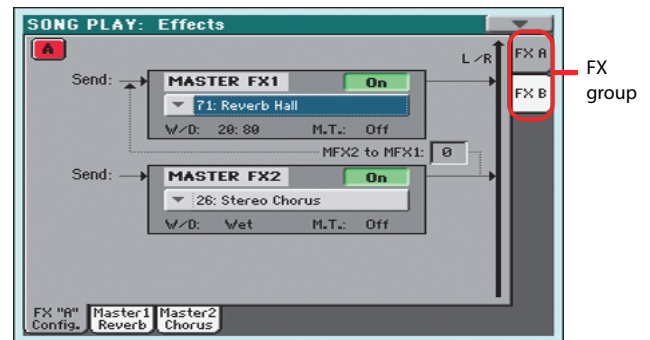 SONG PLAY: Effects
A
L/R
FX A
FX B
FX
group
Send:
MASTER FX1
On
71: Reverb Hall
W/D: 20:80 M.T.: Off
MFX2 to MFX1: 0
Send:
MASTER FX2
On
26: Stereo Chorus
W/D: Wet M.T.: Off
FX "A"
Config.
Master1
Reverb
Master2
Chorus